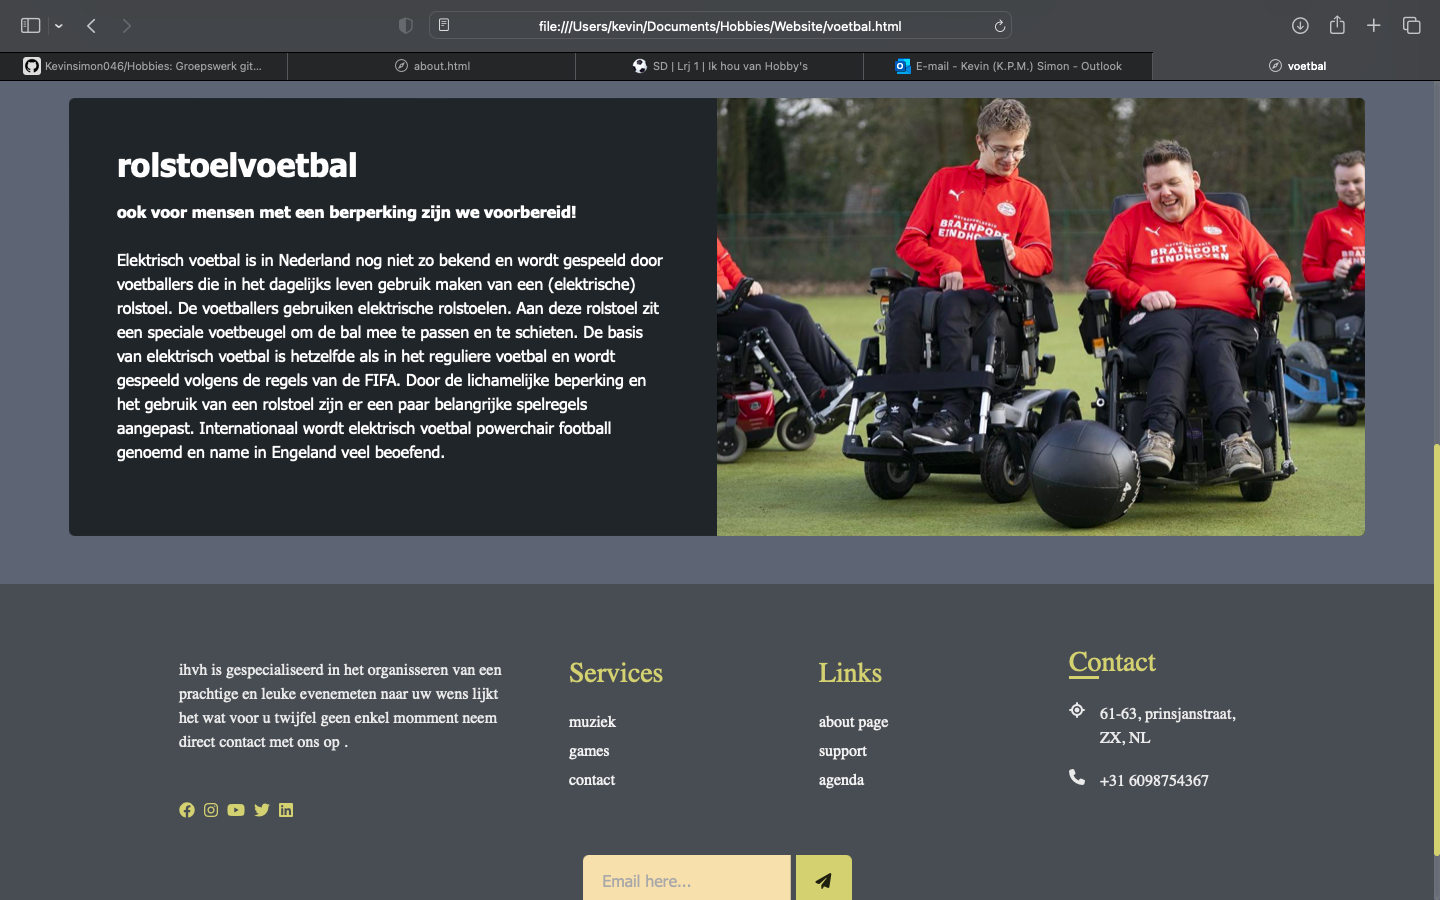 file:///Users/kevin/Documents/Hobbies/Website/voetbal.html
Kevinsimon046/Hobbies: Groepswerk git...
about.html
SD | Lrj 1 | Ik hou van Hobby's
E-mail - Kevin (K.P.M.) Simon - Outlook
voetbal
rolstoelvoetbal
ook voor mensen met een berperking zijn we voorbereid!
Elektrisch voetbal is in Nederland nog niet zo bekend en wordt gespeeld door
voetballers die in het dagelijks leven gebruik maken van een (elektrische)
rolstoel. De voetballers gebruiken elektrische rolstoelen. Aan deze rolstoel zit
een speciale voetbeugel om de bal mee te passen en te schieten. De basis
van elektrisch voetbal is hetzelfde als in het reguliere voetbal en wordt
gespeeld volgens de regels van de FIFA. Door de lichamelijke beperking en
het gebruik van een rolstoel zijn er een paar belangrijke spelregels
aangepast. Internationaal wordt elektrisch voetbal powerchair football
genoemd en name in Engeland veel beoefend.
BRAINPORT
EINDHOVEN
BRAINPORT
EINDHOVEN
ihvh is gespecialiseerd in het organisseren van een
prachtige en leuke evenemeten naar uw wens lijkt
het wat voor u twijfel geen enkel momment neem
direct contact met ons op .
Services
muziek
games
contact
Links
about page
support
agenda
Contact
61-63, prinsjanstraat,
ZX, NL
+31 6098754367
Email here...